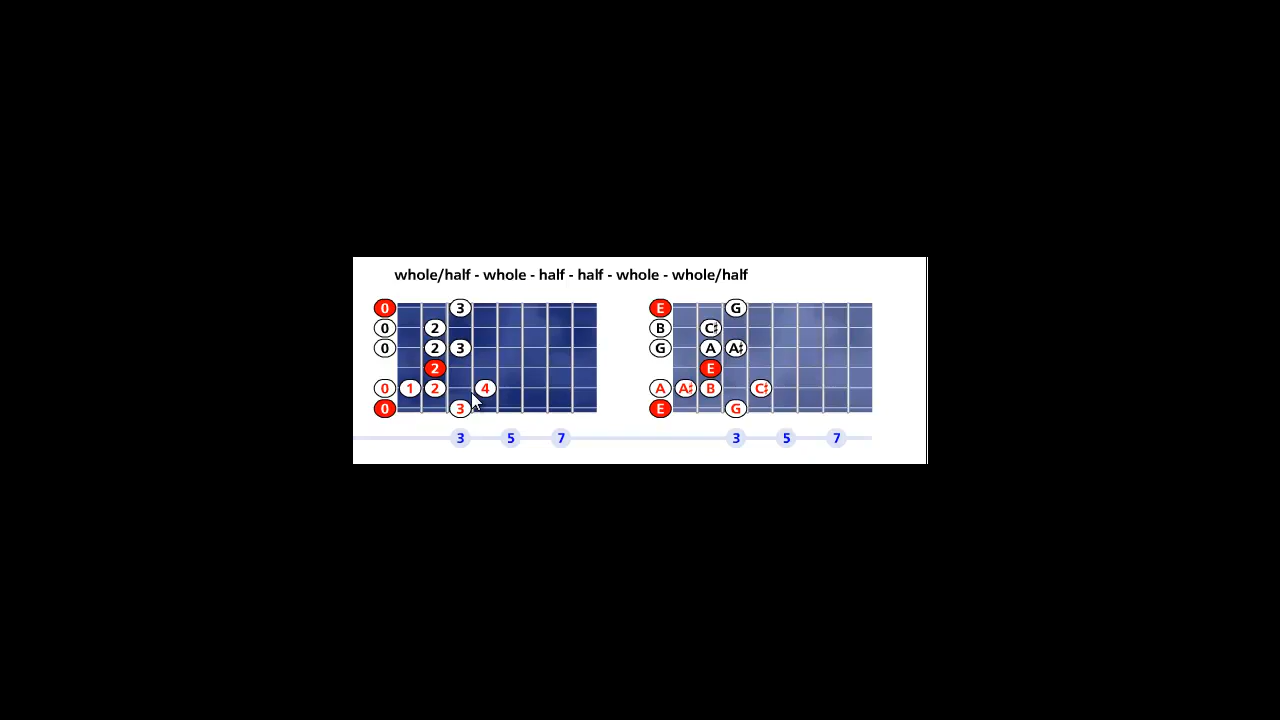 whole/half - whole - half - half - whole - whole/half
0 3 E G
0 2 B C♯
0 2 3 G A A♯
2 E
0 1 2 4 A A♯ B C♯
0 3 E G
3 5 7 3 5 7